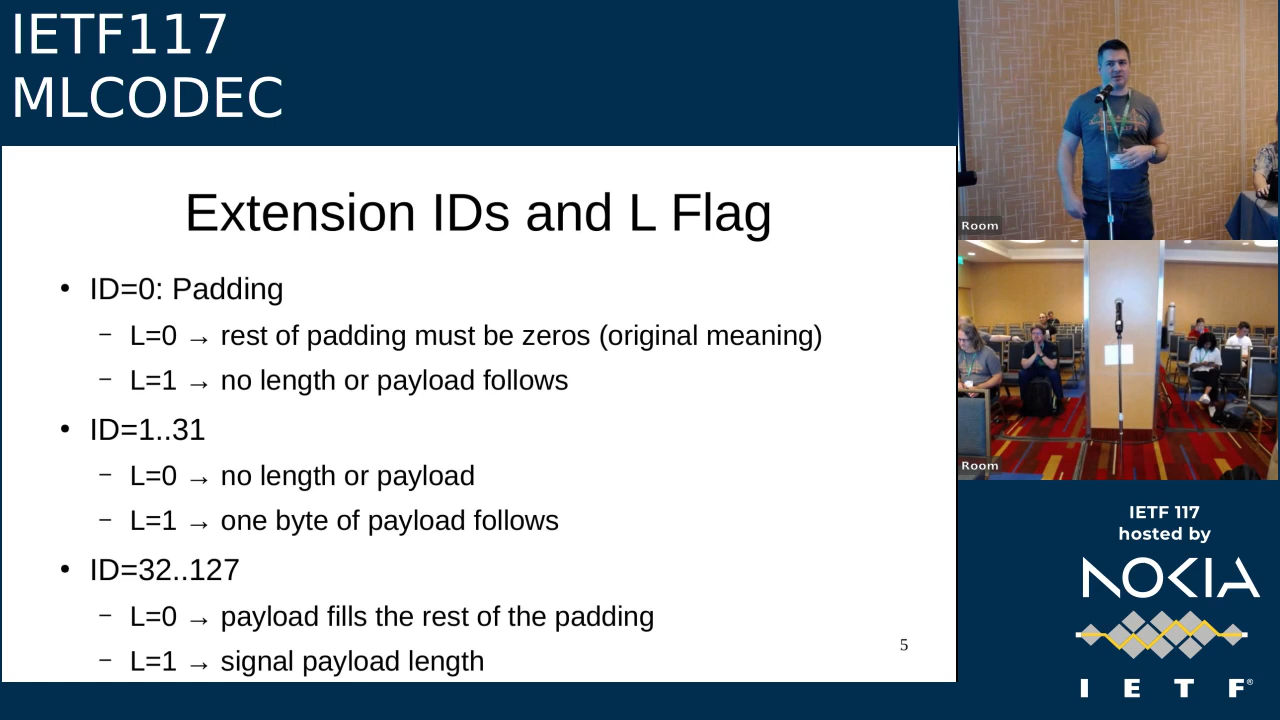 IETF117
MLCODEC
Extension IDs and L Flag
• ID=0: Padding
– L=0 → rest of padding must be zeros (original meaning)
– L=1 → no length or payload follows
• ID=1..31
– L=0 → no length or payload
– L=1 → one byte of payload follows
• ID=32..127
– L=0 → payload fills the rest of the padding
– L=1 → signal payload length
5
Room
Room
IETF 117
hosted by
NOKIA
I E T F®